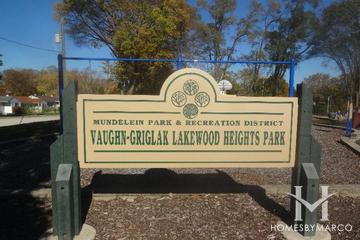 MUNDELEIN PARK & RECREATION DISTRICT
VAUGHN-GRIGLAK LAKEWOOD HEIGHTS PARK
H
HOMESBYMARCO